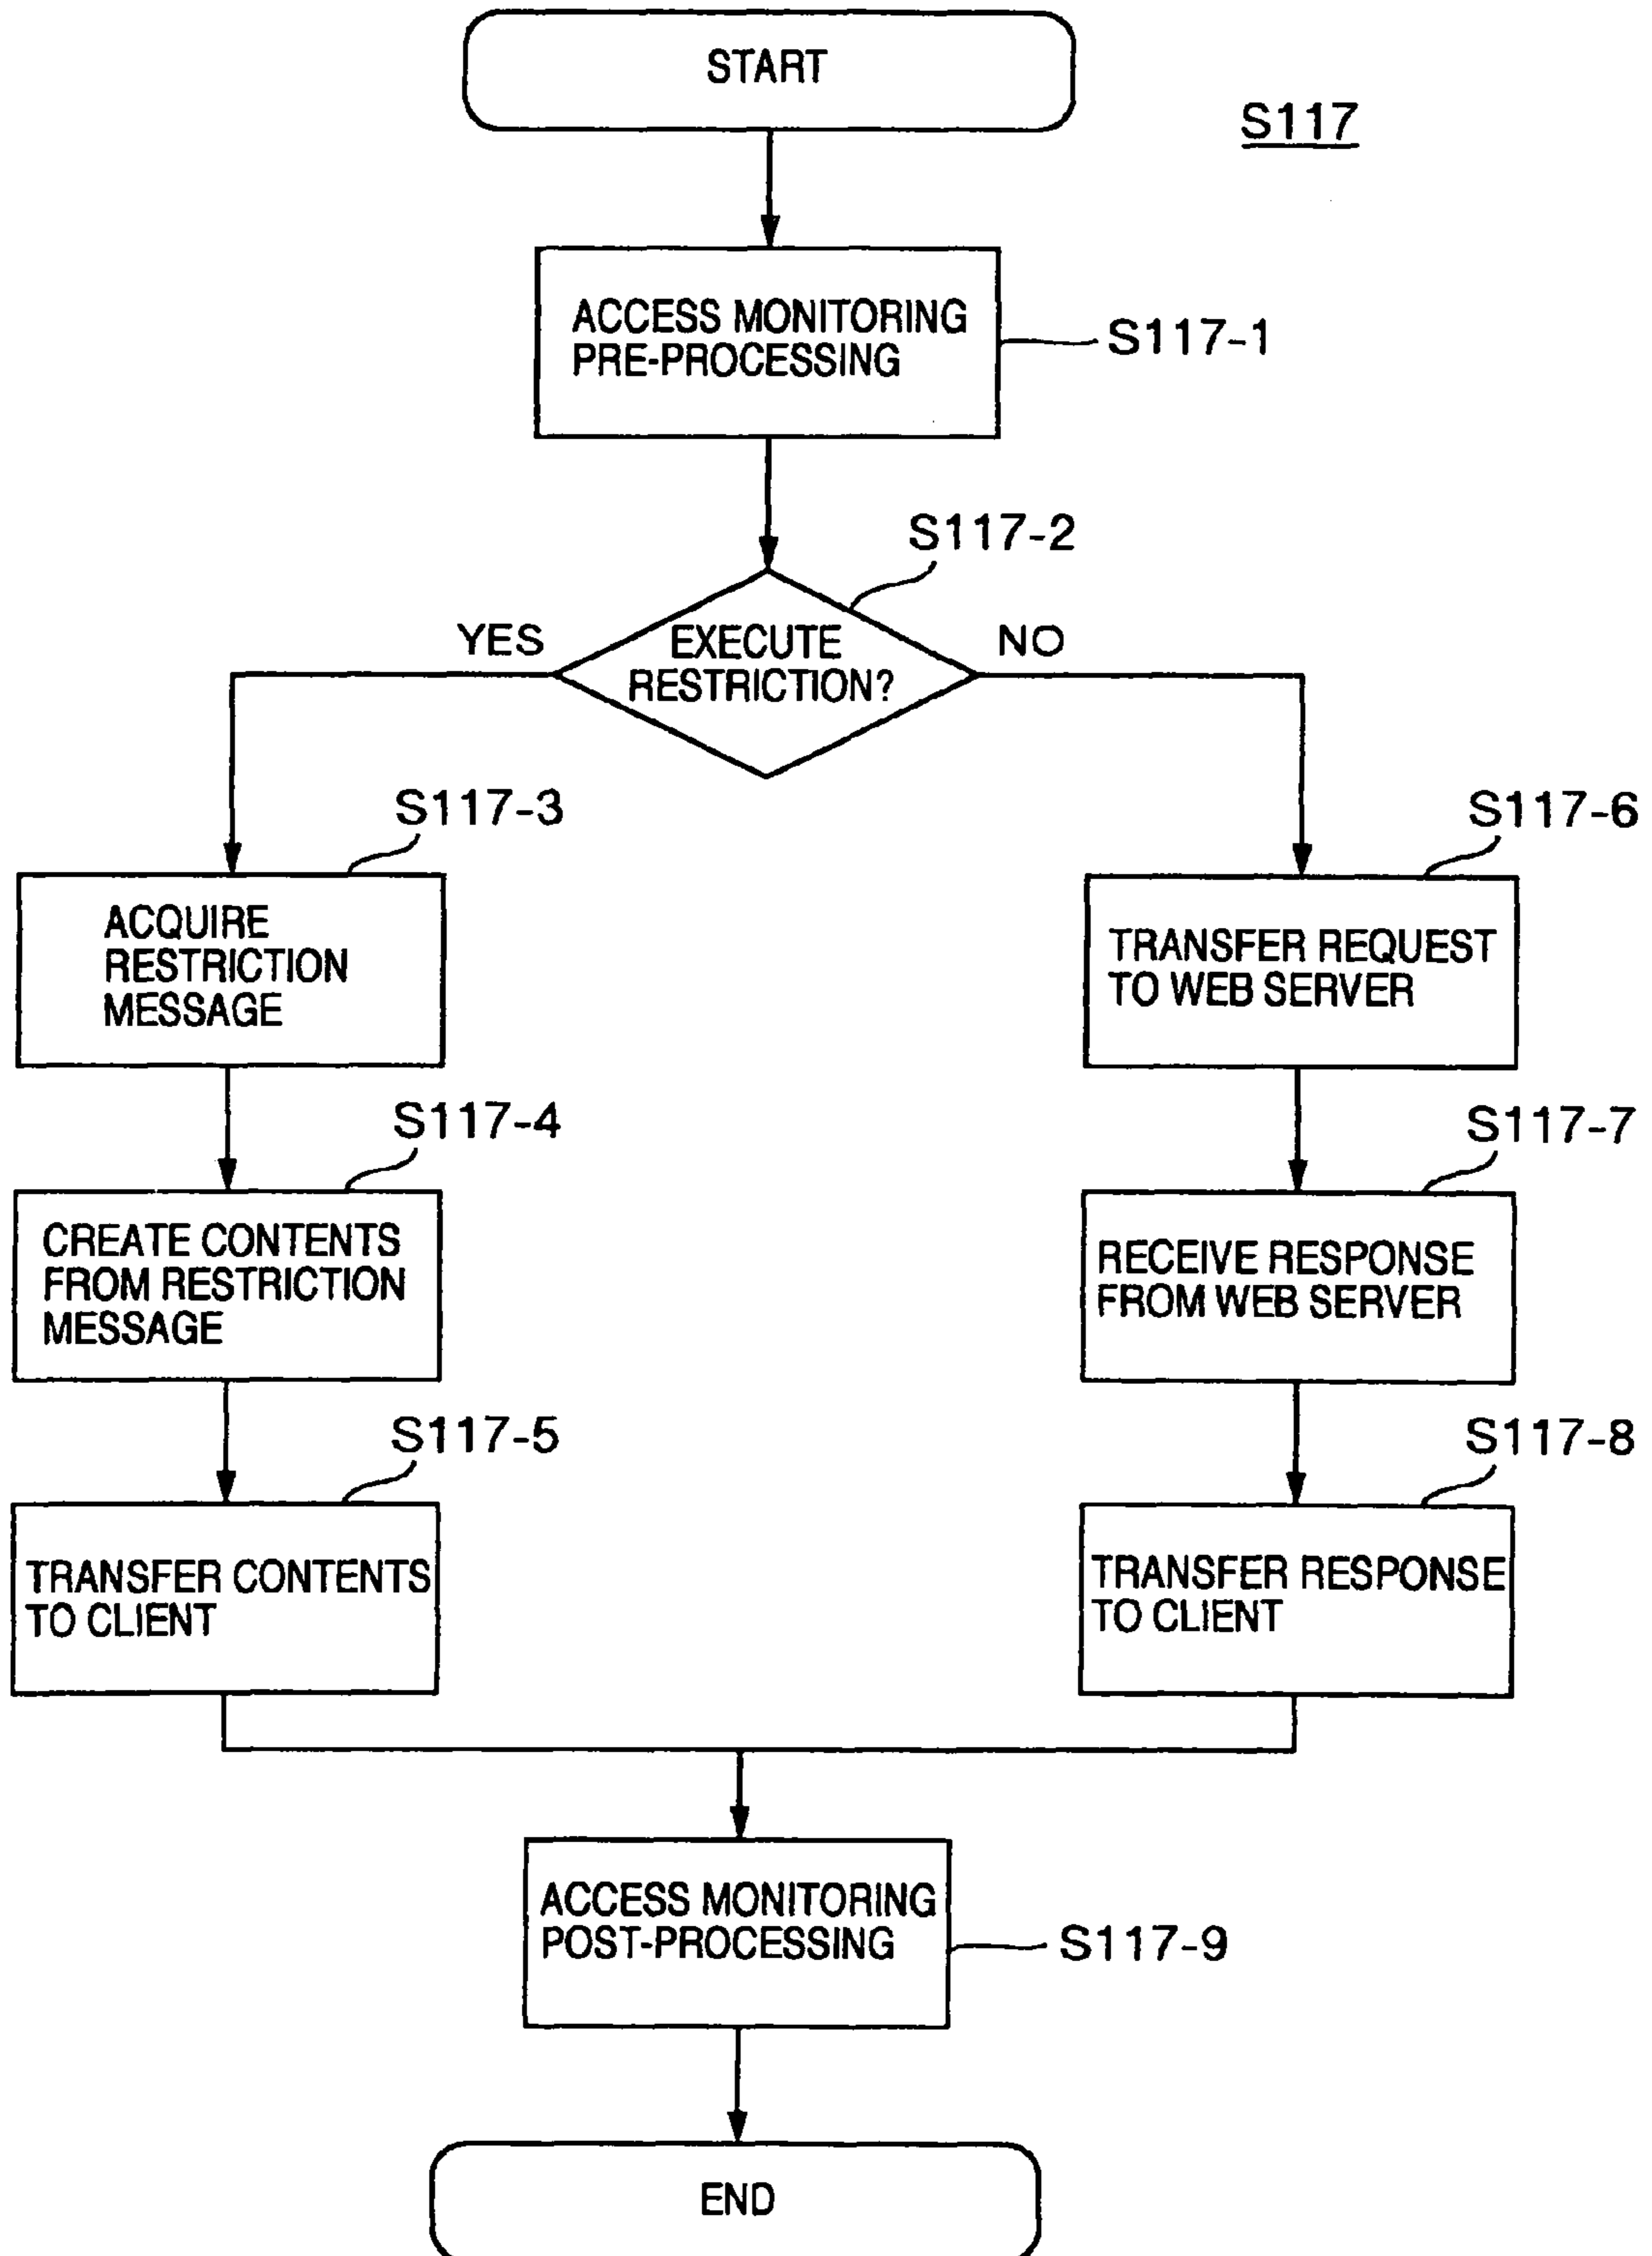 START
S117
ACCESS MONITORING
PRE-PROCESSING
S117-1
S117-2
YES
EXECUTE
RESTRICTION?
NO
S117-3
ACQUIRE
RESTRICTION
MESSAGE
S117-4
CREATE CONTENTS
FROM RESTRICTION
MESSAGE
S117-5
TRANSFER CONTENTS
TO CLIENT
S117-6
TRANSFER REQUEST
TO WEB SERVER
S117-7
RECEIVE RESPONSE
FROM WEB SERVER
S117-8
TRANSFER RESPONSE
TO CLIENT
ACCESS MONITORING
POST-PROCESSING
S117-9
END